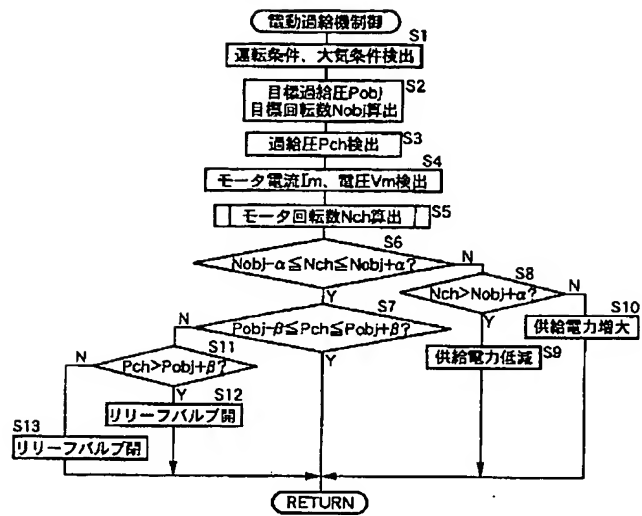 電動過給機制御
S1
運転条件、大気条件検出
S2
目標過給圧Pobj
目標回転数Nobj算出
S3
過給圧Pch検出
S4
モータ電流Im、電圧Vm検出
S5
モータ回転数Nch算出
S6
Nobj-α≦Nch≦Nobj+α?
N
Y
S8
Nch>Nobj+α?
N
Y
S10
供給電力増大
S9
供給電力低減
S7
Pobj-β≦Pch≦Pobj+β?
N
Y
S11
Pch>Pobj+β?
N
Y
S12
リリーフバルブ開
S13
リリーフバルブ閉
RETURN